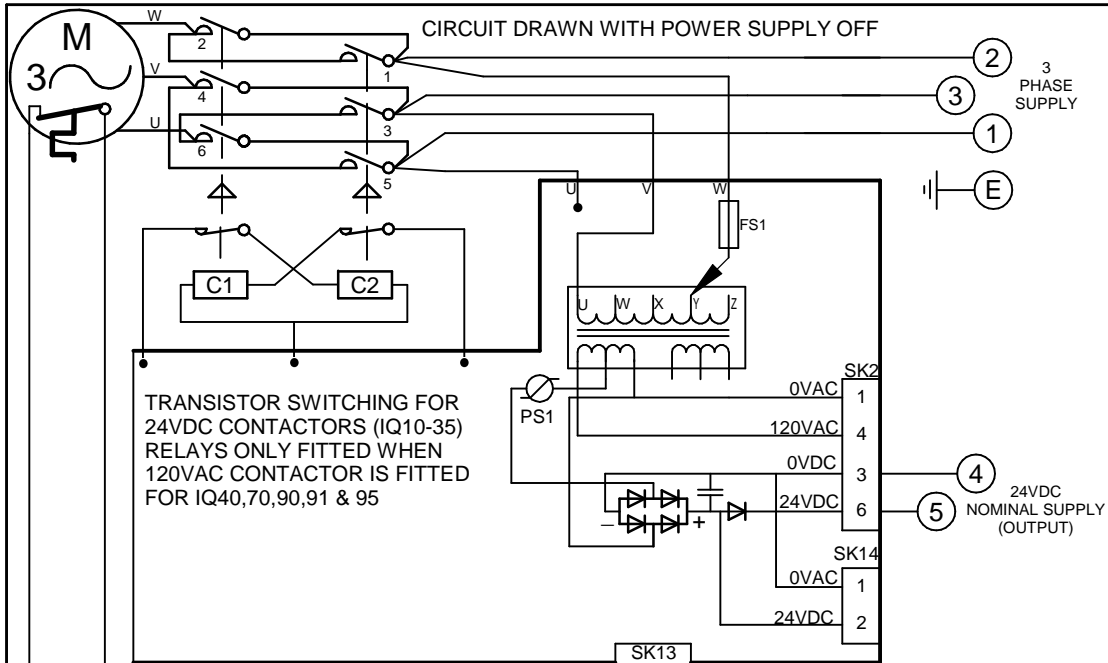 CIRCUIT DRAWN WITH POWER SUPPLY OFF
W
M
3
V
U
2
1
4
3
6
5
2
3
1
E
3
PHASE
SUPPLY
C1
C2
U
V
W
FS1
U
W
X
Y
Z
TRANSISTOR SWITCHING FOR
24VDC CONTACTORS (IQ10-35)
RELAYS ONLY FITTED WHEN
120VAC CONTACTOR IS FITTED
FOR IQ40,70,90,91 & 95
PS1
SK2
0VAC 1
120VAC 4
0VDC 3
24VDC 6
4
5
24VDC
NOMINAL SUPPLY
(OUTPUT)
– +
SK14
0VAC 1
24VDC 2
SK13